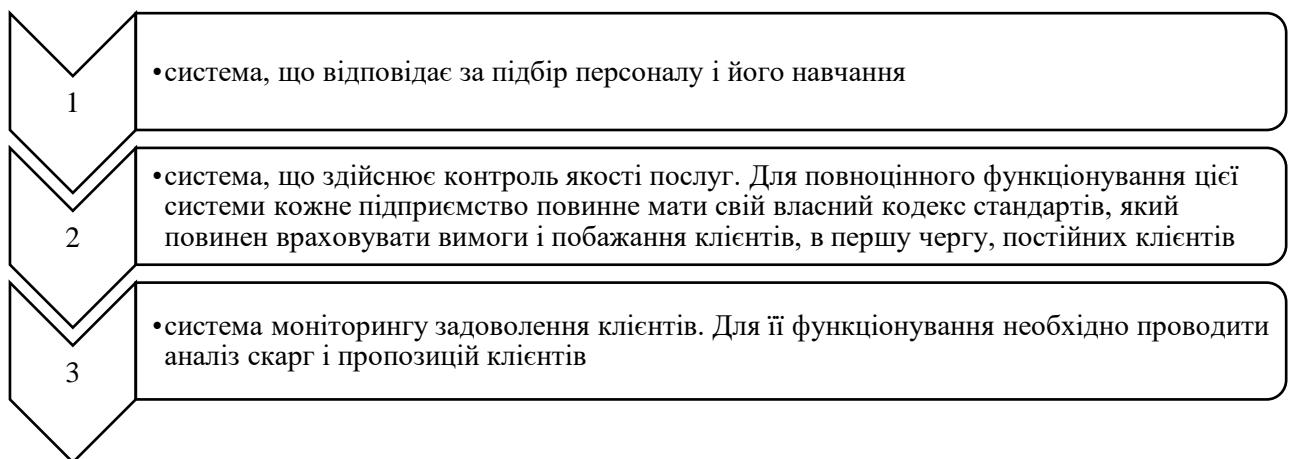 1
•система, що відповідає за підбір персоналу і його навчання
2
•система, що здійснює контроль якості послуг. Для повноцінного функціонування цієї
системи кожне підприємство повинне мати свій власний кодекс стандартів, який
повинен враховувати вимоги і побажання клієнтів, в першу чергу, постійних клієнтів
3
•система моніторингу задоволення клієнтів. Для її функціонування необхідно проводити
аналіз скарг і пропозицій клієнтів